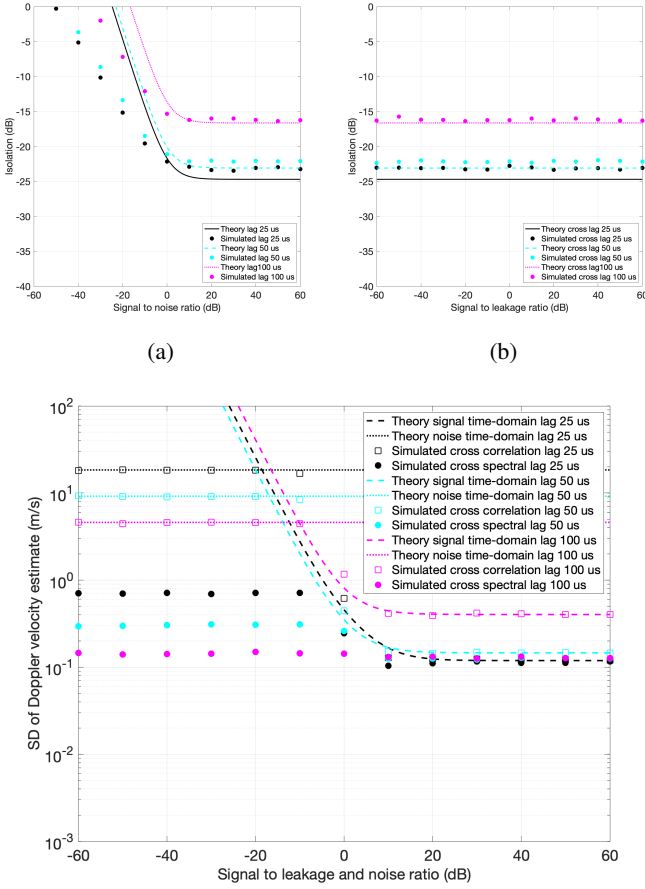 0
-5
-10
-15
-20
-25
-30
-35
-40
Isolation (dB)
-60 -40 -20 0 20 40 60
Signal to noise ratio (dB)
Theory lag 25 us
Simulated lag 25 us
Theory lag 50 us
Simulated lag 50 us
Theory lag100 us
Simulated lag 100 us
(a)
0
-5
-10
-15
-20
-25
-30
-35
-40
Isolation (dB)
-60 -40 -20 0 20 40 60
Signal to leakage ratio (dB)
Theory cross lag 25 us
Simulated cross lag 25 us
Theory cross lag 50 us
Simulated cross lag 50 us
Theory cross lag100 us
Simulated cross lag 100 us
(b)
10^2
10^1
10^0
10^-1
10^-2
10^-3
SD of Doppler velocity estimate (m/s)
-60 -40 -20 0 20 40 60
Signal to leakage and noise ratio (dB)
Theory signal time-domain lag 25 us
Theory noise time-domain lag 25 us
Simulated cross correlation lag 25 us
Simulated cross spectral lag 25 us
Theory signal time-domain lag 50 us
Theory noise time-domain lag 50 us
Simulated cross correlation lag 50 us
Simulated cross spectral lag 50 us
Theory signal time-domain lag 100 us
Theory noise time-domain lag 100 us
Simulated cross correlation lag 100 us
Simulated cross spectral lag 100 us